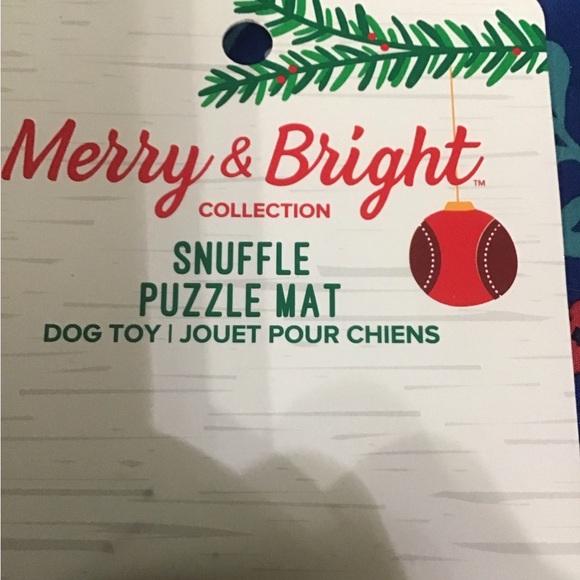 Merry & Bright™
COLLECTION
SNUFFLE
PUZZLE MAT
DOG TOY | JOUET POUR CHIENS